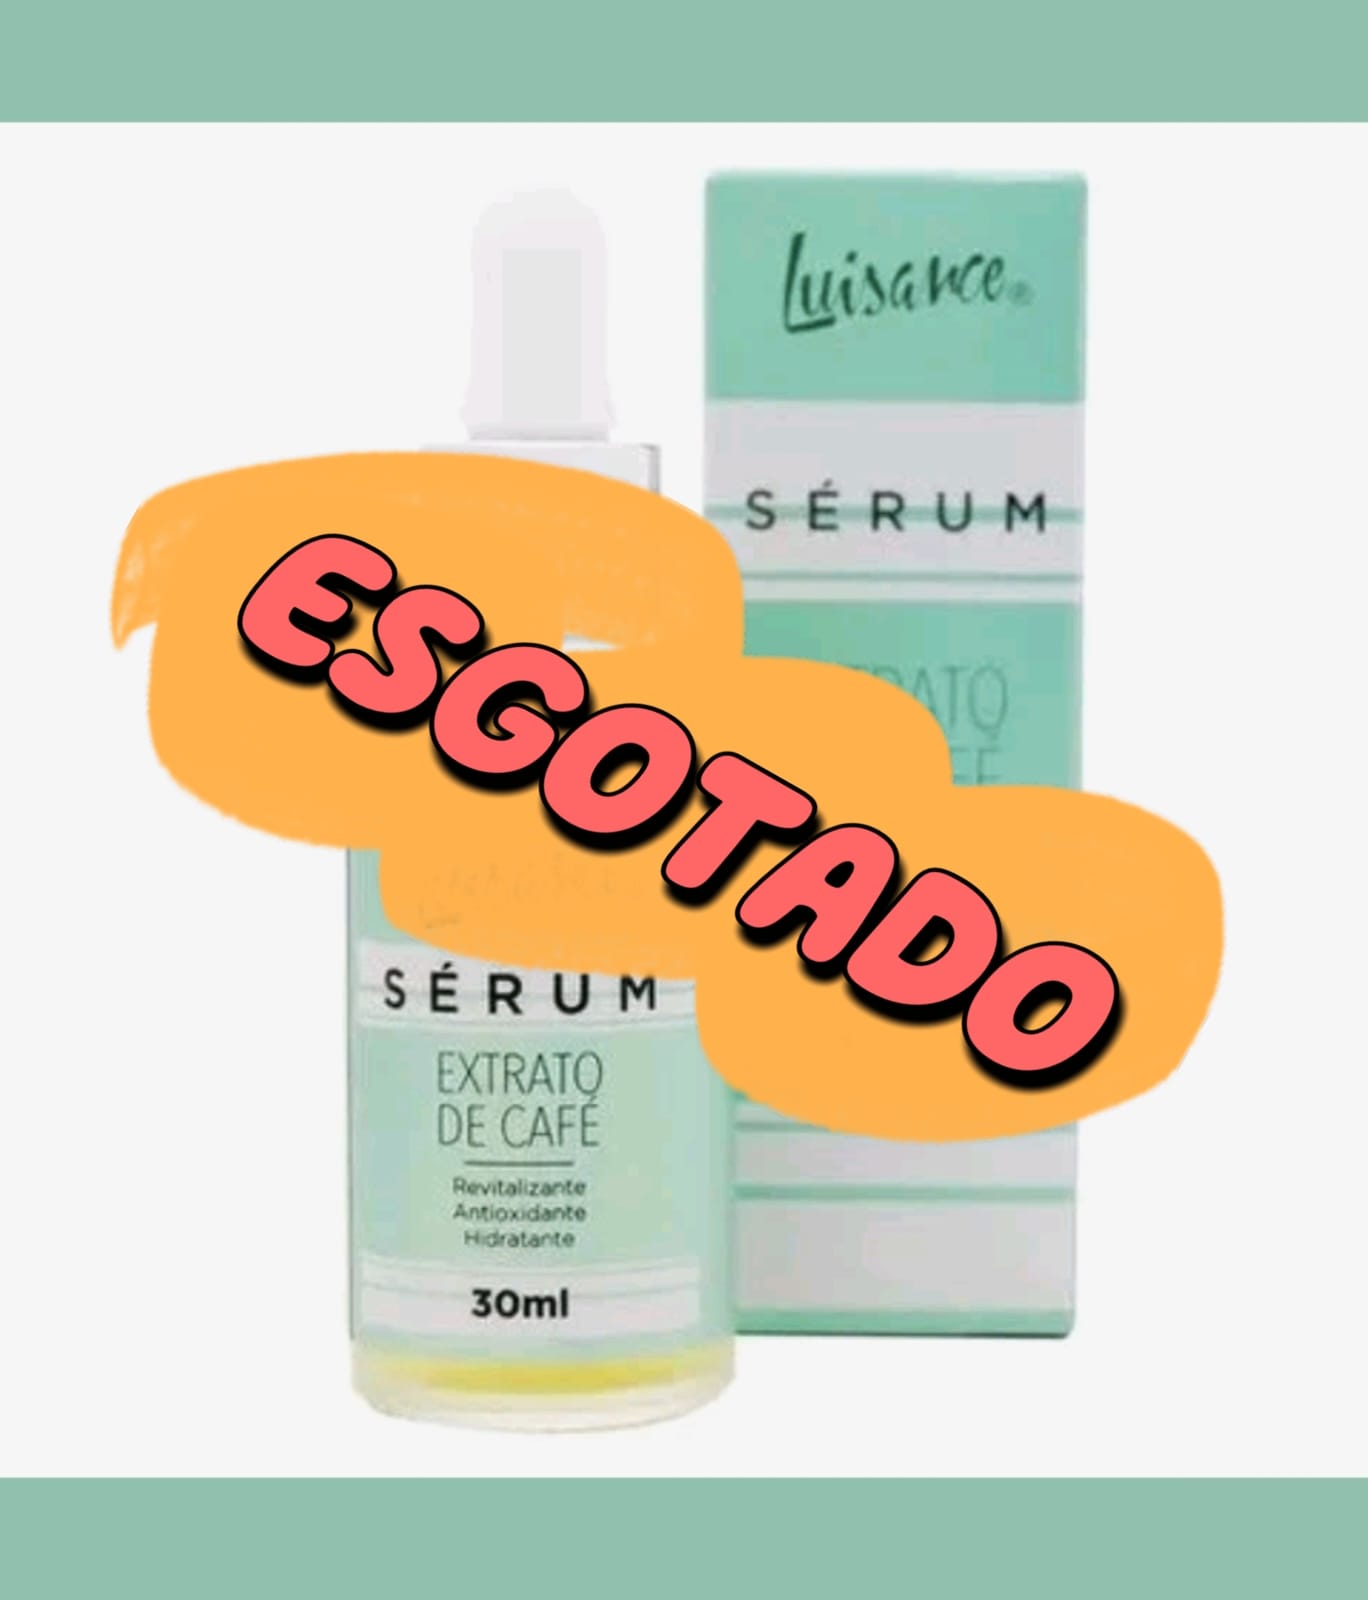 Luisance®
SÉRUM
ESGOTADO
SÉRUM
EXTRATO
DE CAFÉ
Revitalizante
Antioxidante
Hidratante
30ml